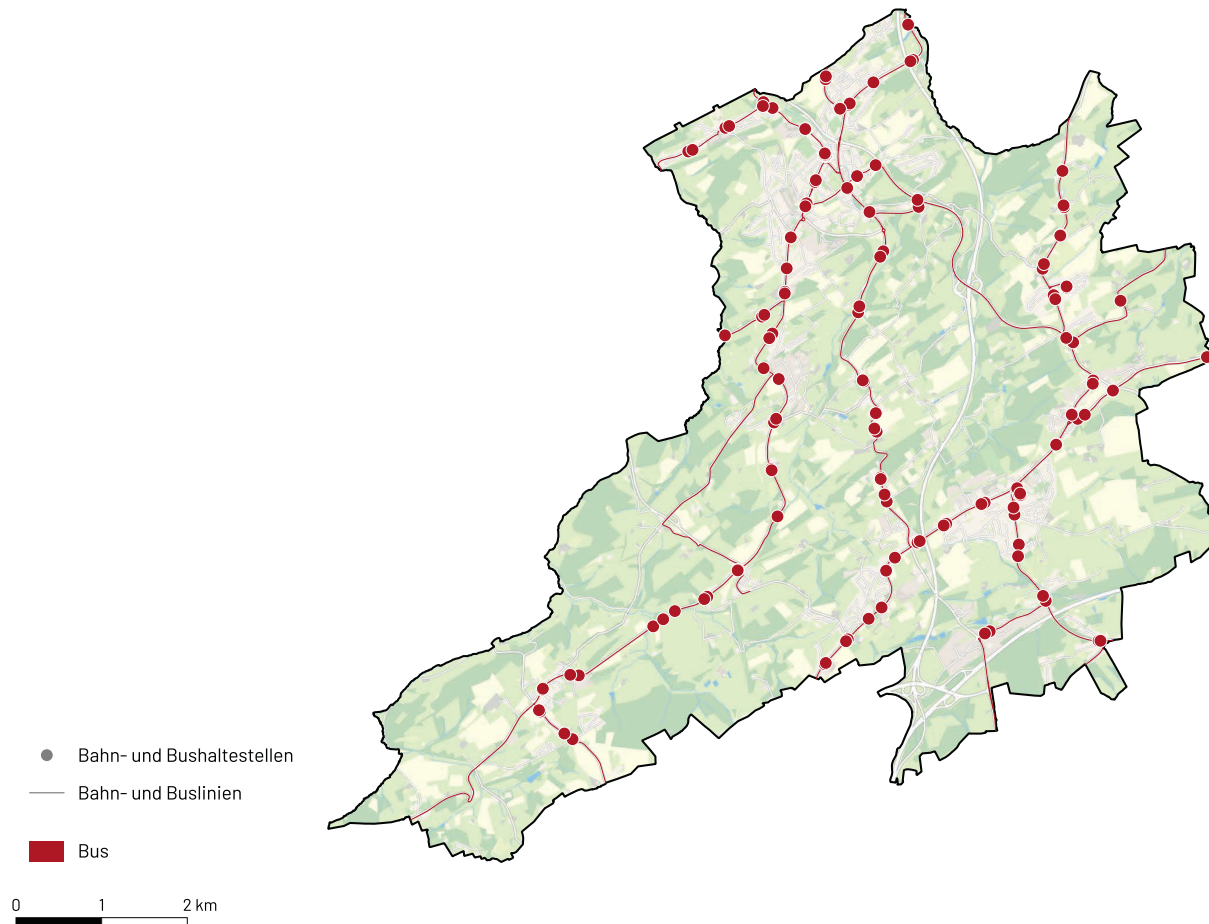 Bahn- und Bushaltestellen
Bahn- und Buslinien
Bus
0 1 2 km